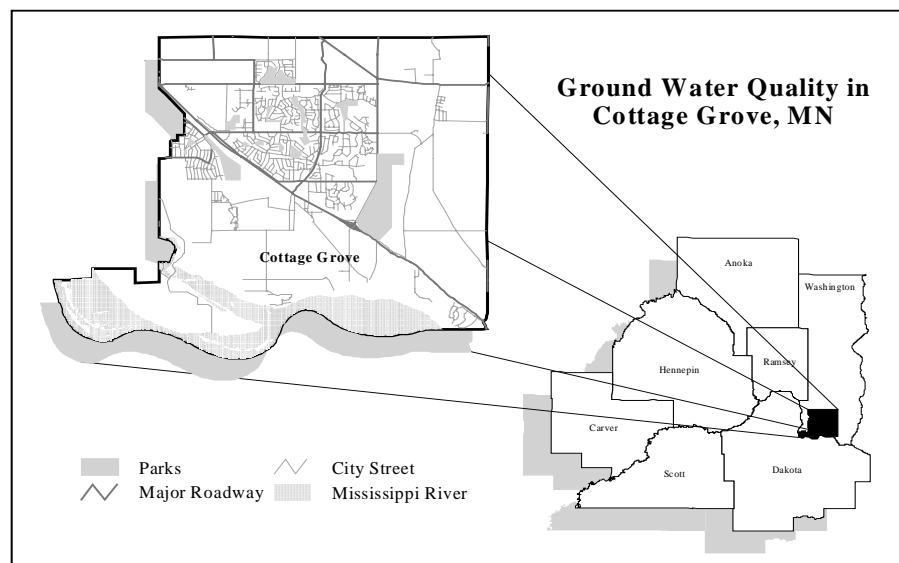 Ground Water Quality in
Cottage Grove, MN
Cottage Grove
Anoka
Washington
Ramsey
Hennepin
Carver
Scott
Dakota
Parks
City Street
Major Roadway
Mississippi River